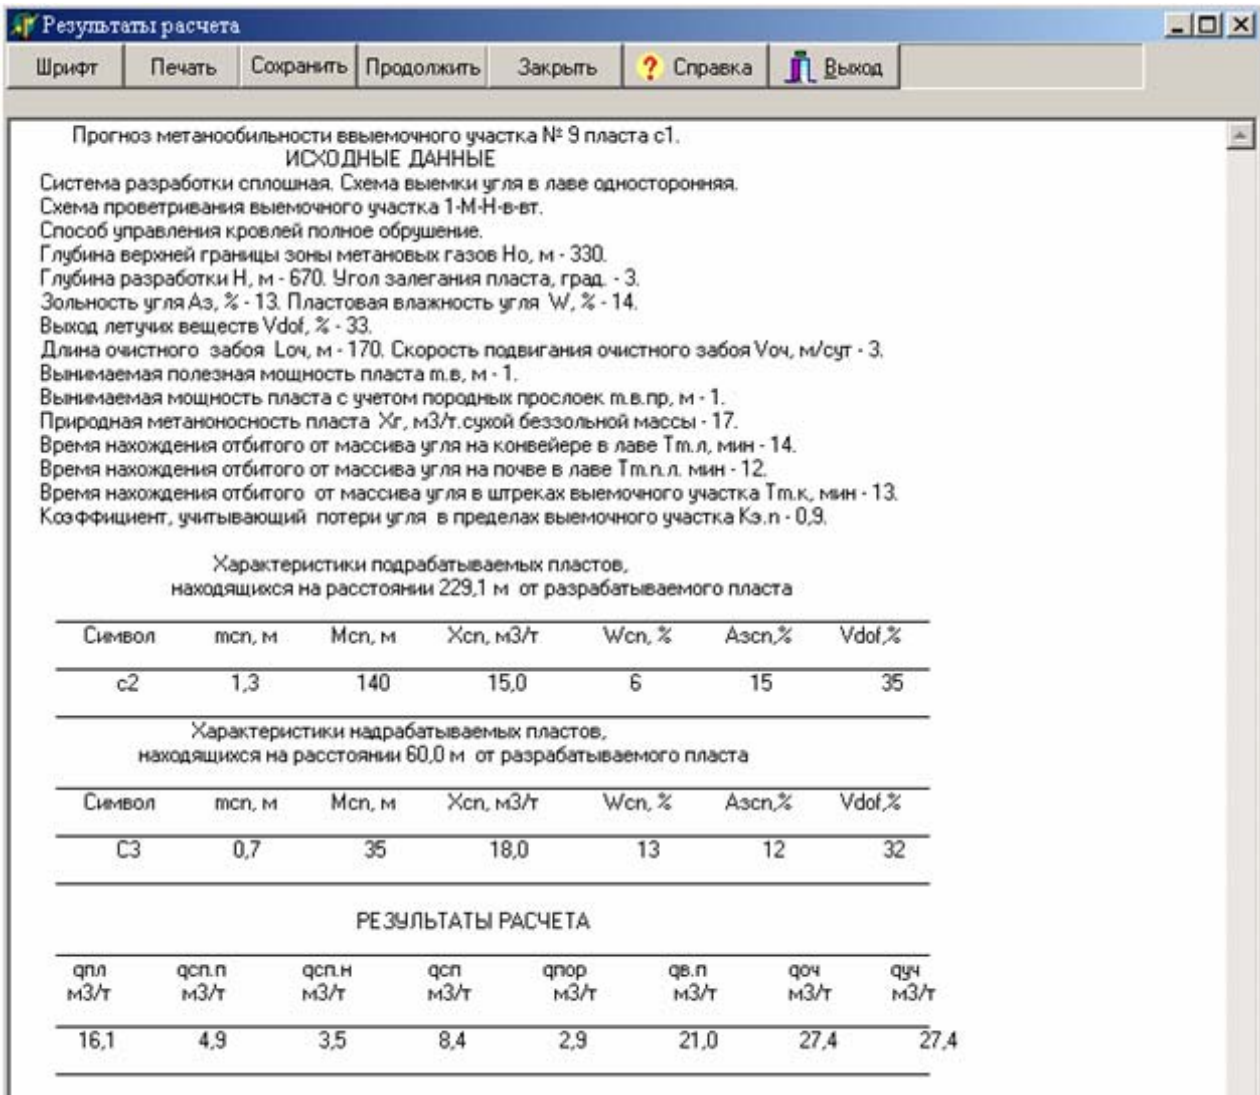 Результаты расчета
Шрифт Печать Сохранить Продолжить Закрыть ? Справка Выход
Прогноз метанообильности ввыемочного участка № 9 пласта с1.
ИСХОДНЫЕ ДАННЫЕ
Система разработки сплошная. Схема выемки угля в лаве односторонняя.
Схема проветривания выемочного участка 1-М-Н-в-вт.
Способ управления кровлей полное обрушение.
Глубина верхней границы зоны метановых газов Но, м - 330.
Глубина разработки Н, м - 670. Угол залегания пласта, град. - 3.
Зольность угля Аз, % - 13. Пластовая влажность угля W, % - 14.
Выход летучих веществ Vdof, % - 33.
Длина очистного забоя Lоч, м - 170. Скорость подвигания очистного забоя Vоч, м/сут - 3.
Вынимаемая полезная мощность пласта m.в, м - 1.
Вынимаемая мощность пласта с учетом породных прослоек m.в.пр, м - 1.
Природная метаноносность пласта Хг, м3/т.сухой беззольной массы - 17.
Время нахождения отбитого от массива угля на конвейере в лаве Тm.л, мин - 14.
Время нахождения отбитого от массива угля на почве в лаве Тm.п.л. мин - 12.
Время нахождения отбитого от массива угля в штреках выемочного участка Тm.к, мин - 13.
Коэффициент, учитывающий потери угля в пределах выемочного участка Кэ.п - 0,9.
Характеристики подрабатываемых пластов,
находящихся на расстоянии 229,1 м от разрабатываемого пласта
Символ mсп, м Мсп, м Хсп, м3/т Wсп, % Азсп,% Vdof,%
с2 1,3 140 15,0 6 15 35
Характеристики надрабатываемых пластов,
находящихся на расстоянии 60,0 м от разрабатываемого пласта
Символ mсп, м Мсп, м Хсп, м3/т Wсп, % Азсп,% Vdof,%
С3 0,7 35 18,0 13 12 32
РЕЗУЛЬТАТЫ РАСЧЕТА
qпл qсп.п qсп.н qсп qпор qв.п qоч qуч
м3/т м3/т м3/т м3/т м3/т м3/т м3/т м3/т
16,1 4,9 3,5 8,4 2,9 21,0 27,4 27,4